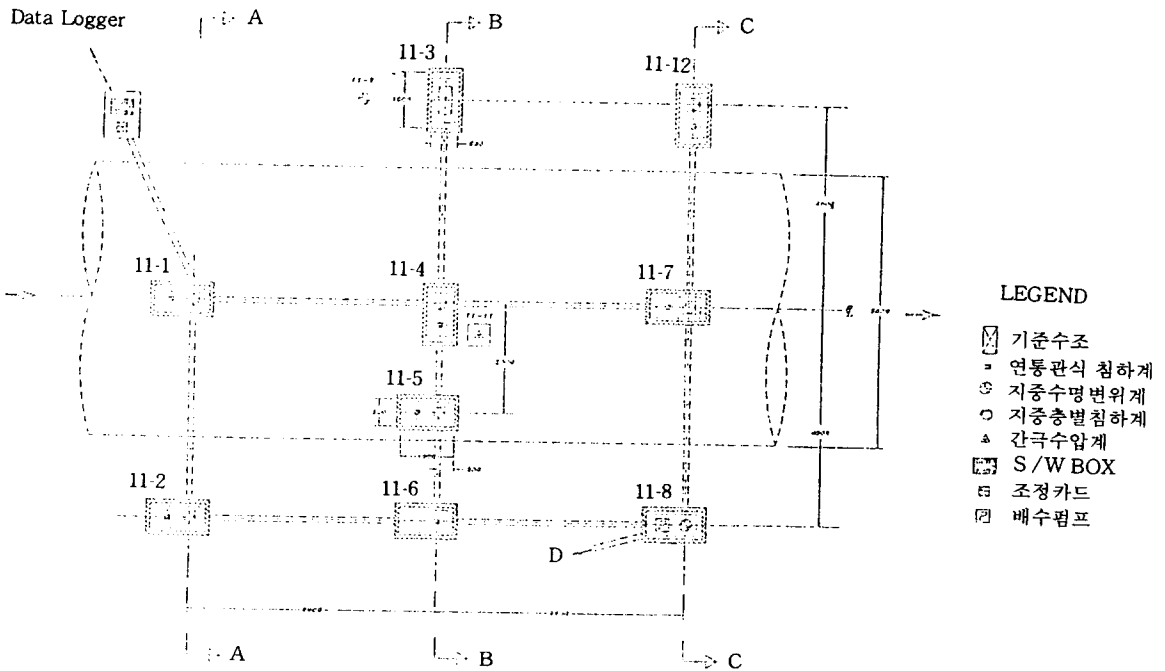 Data Logger
A
B
C
11-3
11-12
11-1
11-4
11-7
11-11
11-5
11-2
11-6
11-8
D
A
B
C
LEGEND
기준수조
연통관식 침하계
지중수평변위계
지중층별침하계
간극수압계
S/W BOX
조정카드
배수펌프